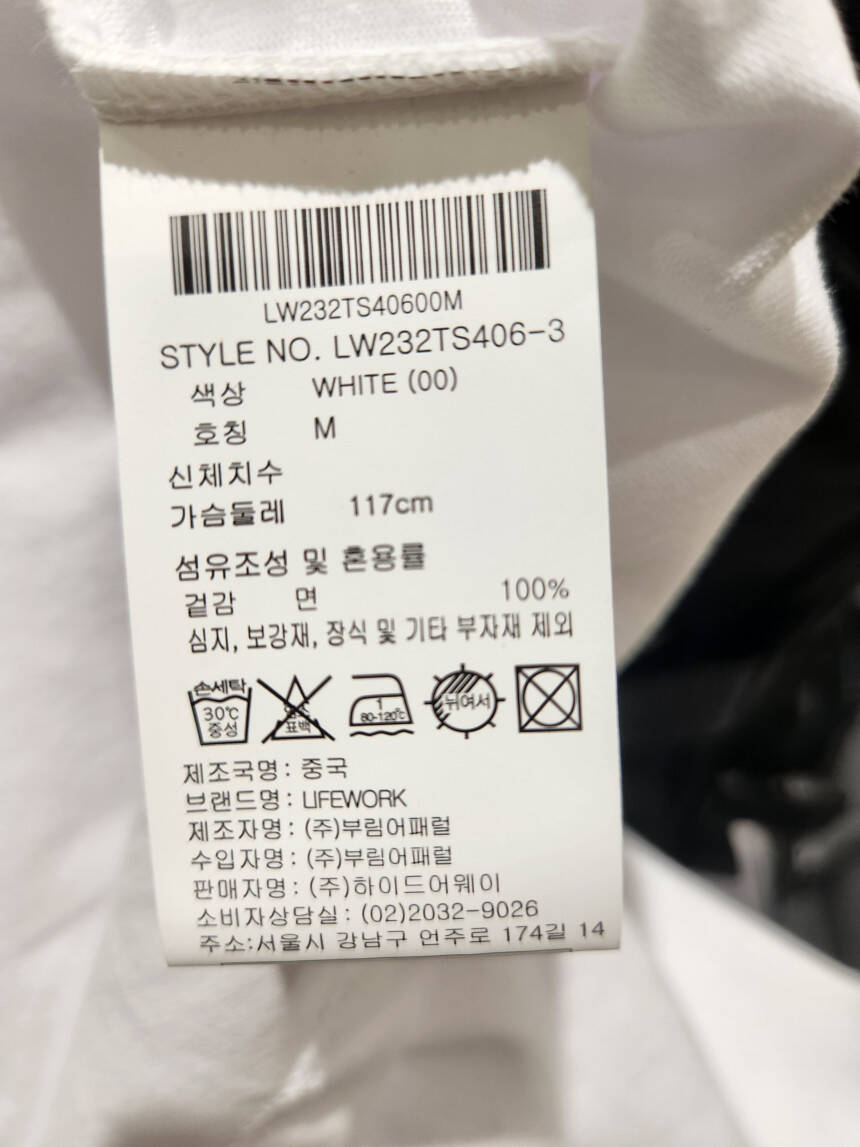 LW232TS40600M
STYLE NO. LW232TS406-3
색상 WHITE (00)
호칭 M
신체치수
가슴둘레 117cm
섬유조성 및 혼용률
겉감 면 100%
심지, 보강재, 장식 및 기타 부자재 제외
손세탁
30℃
중성
표백
1
80-120℃
뉘여서
제조국명: 중국
브랜드명: LIFEWORK
제조자명: (주)부림어패럴
수입자명: (주)부림어패럴
판매자명: (주)하이드어웨이
소비자상담실: (02)2032-9026
주소:서울시 강남구 언주로 174길 14